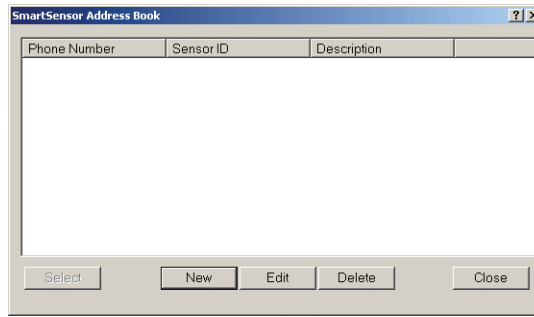 SmartSensor Address Book
Phone Number Sensor ID Description
Select New Edit Delete Close